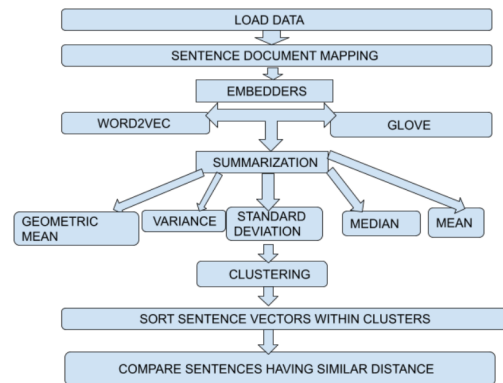 LOAD DATA
SENTENCE DOCUMENT MAPPING
EMBEDDERS
WORD2VEC
GLOVE
SUMMARIZATION
GEOMETRIC
MEAN
VARIANCE
STANDARD
DEVIATION
MEDIAN
MEAN
CLUSTERING
SORT SENTENCE VECTORS WITHIN CLUSTERS
COMPARE SENTENCES HAVING SIMILAR DISTANCE